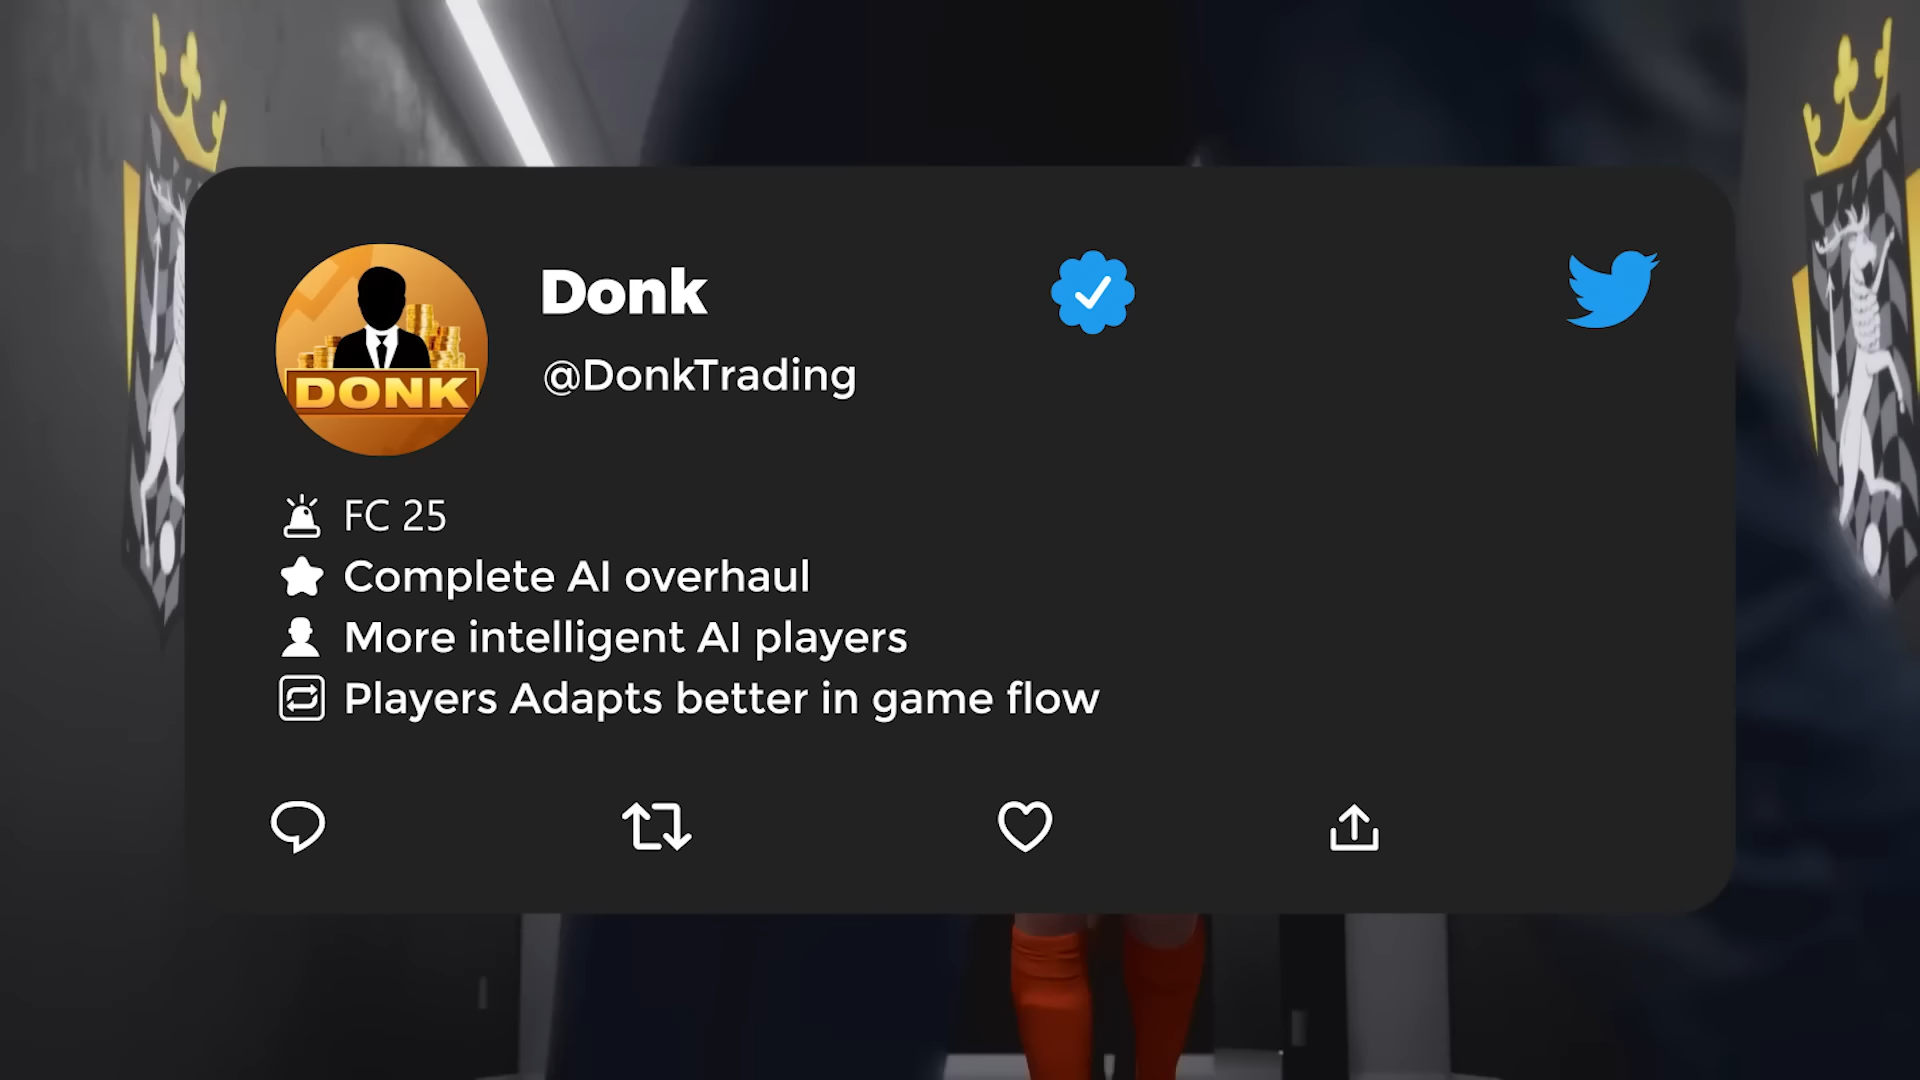 Donk
@DonkTrading
DONK
FC 25
Complete AI overhaul
More intelligent AI players
Players Adapts better in game flow